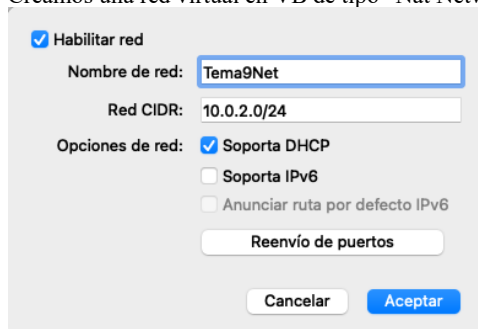 Creamos una red virtual en VB de tipo "Nat
Habilitar red
Nombre de red: Tema9Net
Red CIDR: 10.0.2.0/24
Opciones de red: Soporta DHCP
Soporta IPv6
Anunciar ruta por defecto IPv6
Reenvío de puertos
Cancelar Aceptar